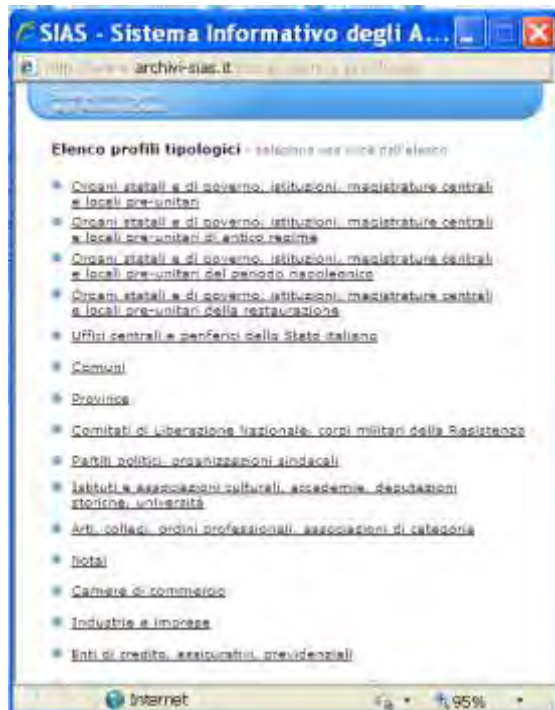 SIAS - Sistema Informativo degli A...
archivi-sias.it
Elenco profili tipologici - seleziona una voce dall'elenco
Organi statali e di governo, istituzioni, magistrature centrali
e locali pre-unitari
Organi statali e di governo, istituzioni, magistrature centrali
e locali pre-unitari di antico regime
Organi statali e di governo, istituzioni, magistrature centrali
e locali pre-unitari del periodo napoleonico
Organi statali e di governo, istituzioni, magistrature centrali
e locali pre-unitari della restaurazione
Uffici centrali e periferici dello Stato italiano
Comuni
Province
Comitati di Liberazione Nazionale, corpi militari della Resistenza
Partiti politici, organizzazioni sindacali
Istituti e associazioni culturali, accademie, deputazioni
storiche, università
Arti, collegi, ordini professionali, associazioni di categoria
Notai
Camere di commercio
Industrie e imprese
Enti di credito, assicurativi, previdenziali
Internet
95%